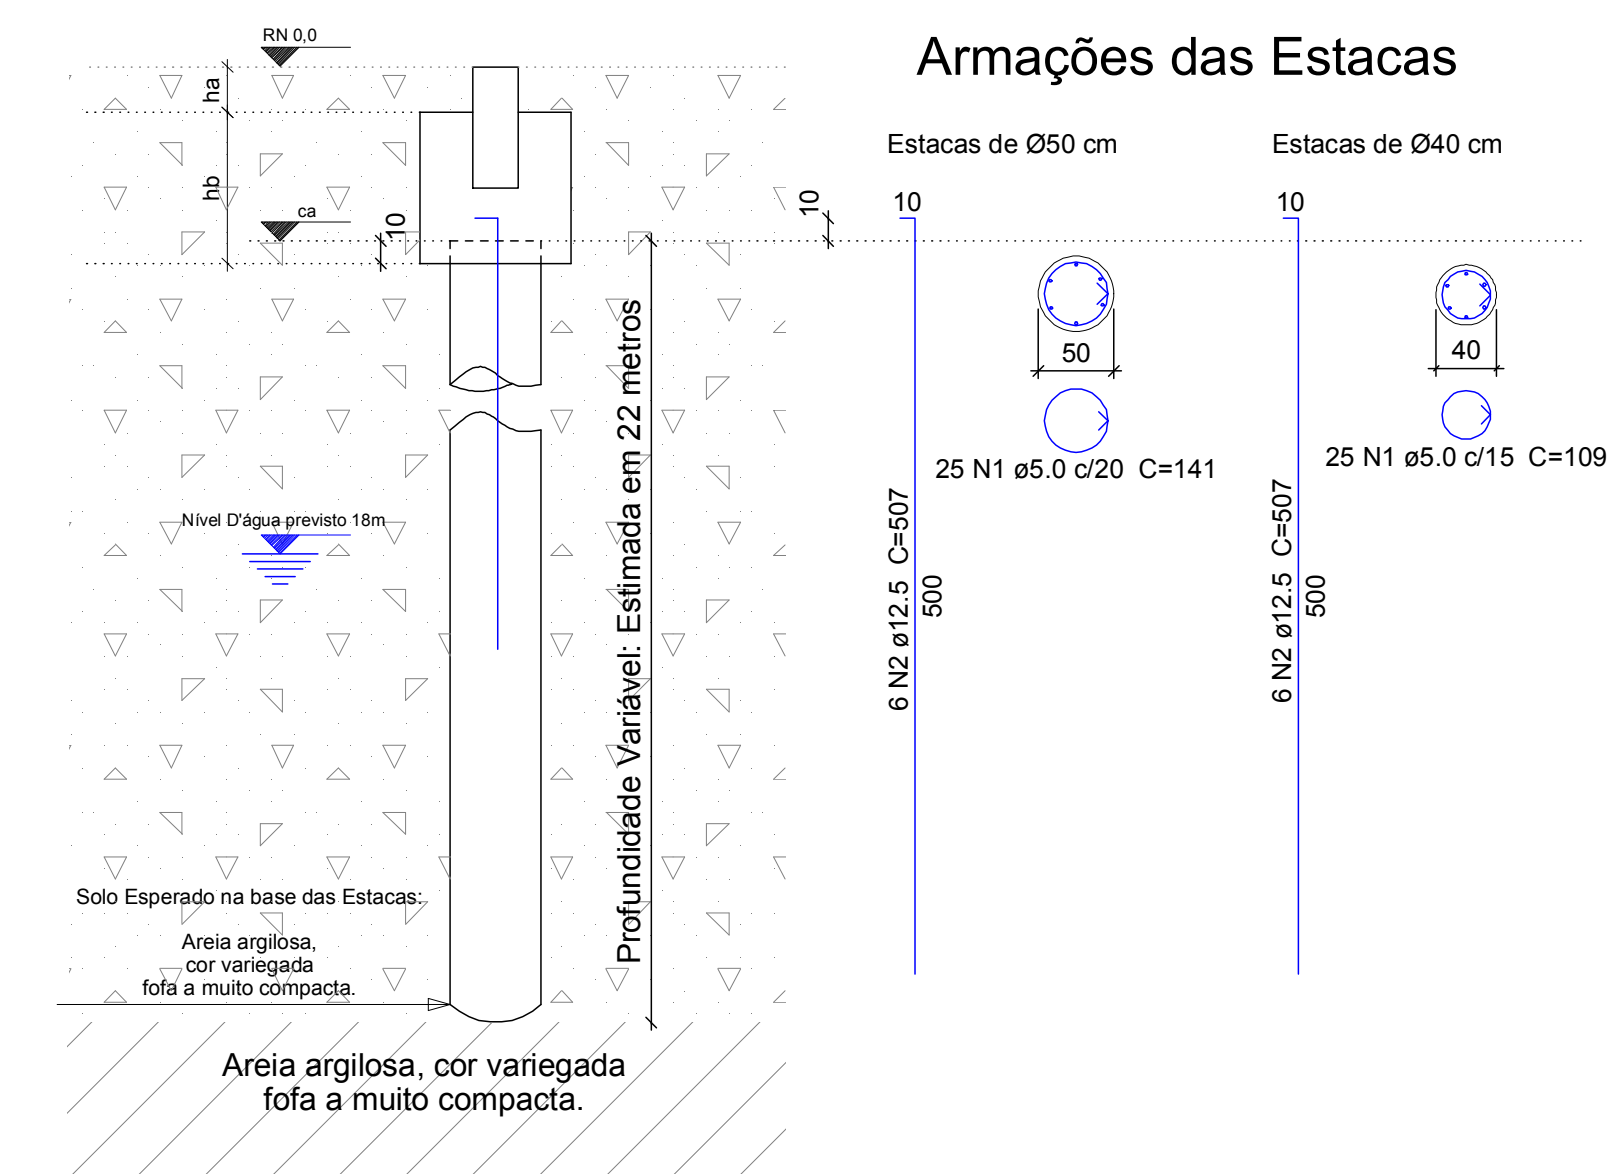 RN 0,0
ha
hb
ca
10
Nível D'água previsto 18m
Solo Esperado na base das Estacas:
Areia argilosa,
cor variegada
fofa a muito compacta.
Profundidade Variável: Estimada em 22 metros
Areia argilosa, cor variegada
fofa a muito compacta.
Armações das Estacas
10
Estacas de Ø50 cm
10
50
25 N1 ø5.0 c/20 C=141
6 N2 ø12.5 C=507
500
Estacas de Ø40 cm
10
40
25 N1 ø5.0 c/15 C=109
6 N2 ø12.5 C=507
500